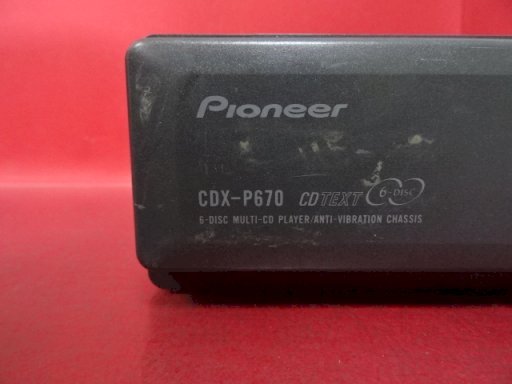 Pioneer
CDX-P670 CD TEXT 6-DISC
6-DISC MULTI-CD PLAYER/ANTI-VIBRATION CHASSIS